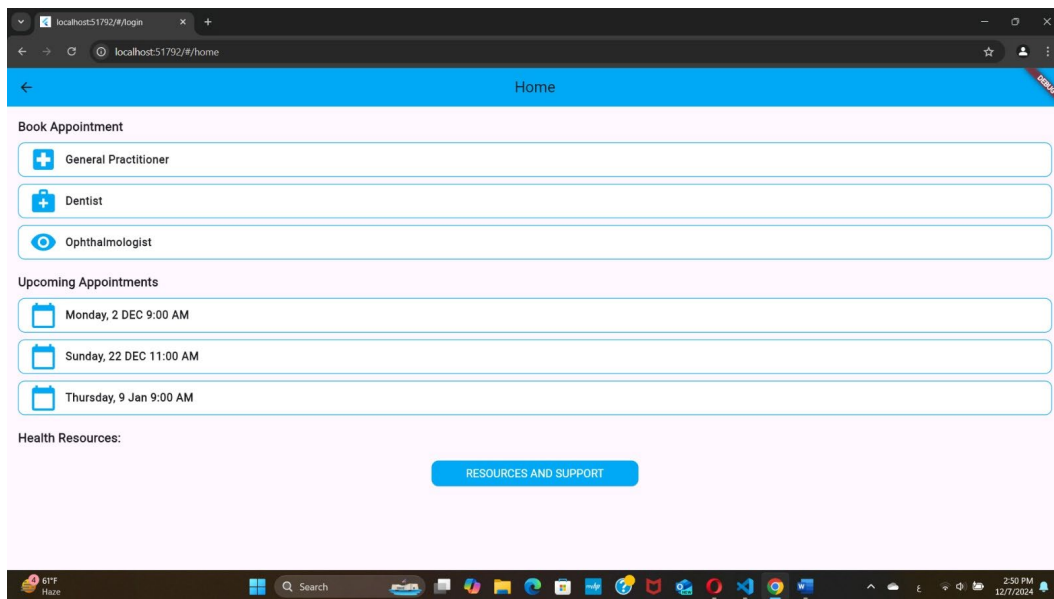 localhost:51792/#/login
localhost:51792/#/home
Home
DEBUG
Book Appointment
General Practitioner
Dentist
Ophthalmologist
Upcoming Appointments
Monday, 2 DEC 9:00 AM
Sunday, 22 DEC 11:00 AM
Thursday, 9 Jan 9:00 AM
Health Resources:
RESOURCES AND SUPPORT
4
61°F
Haze
Search
ع
2:50 PM
12/7/2024